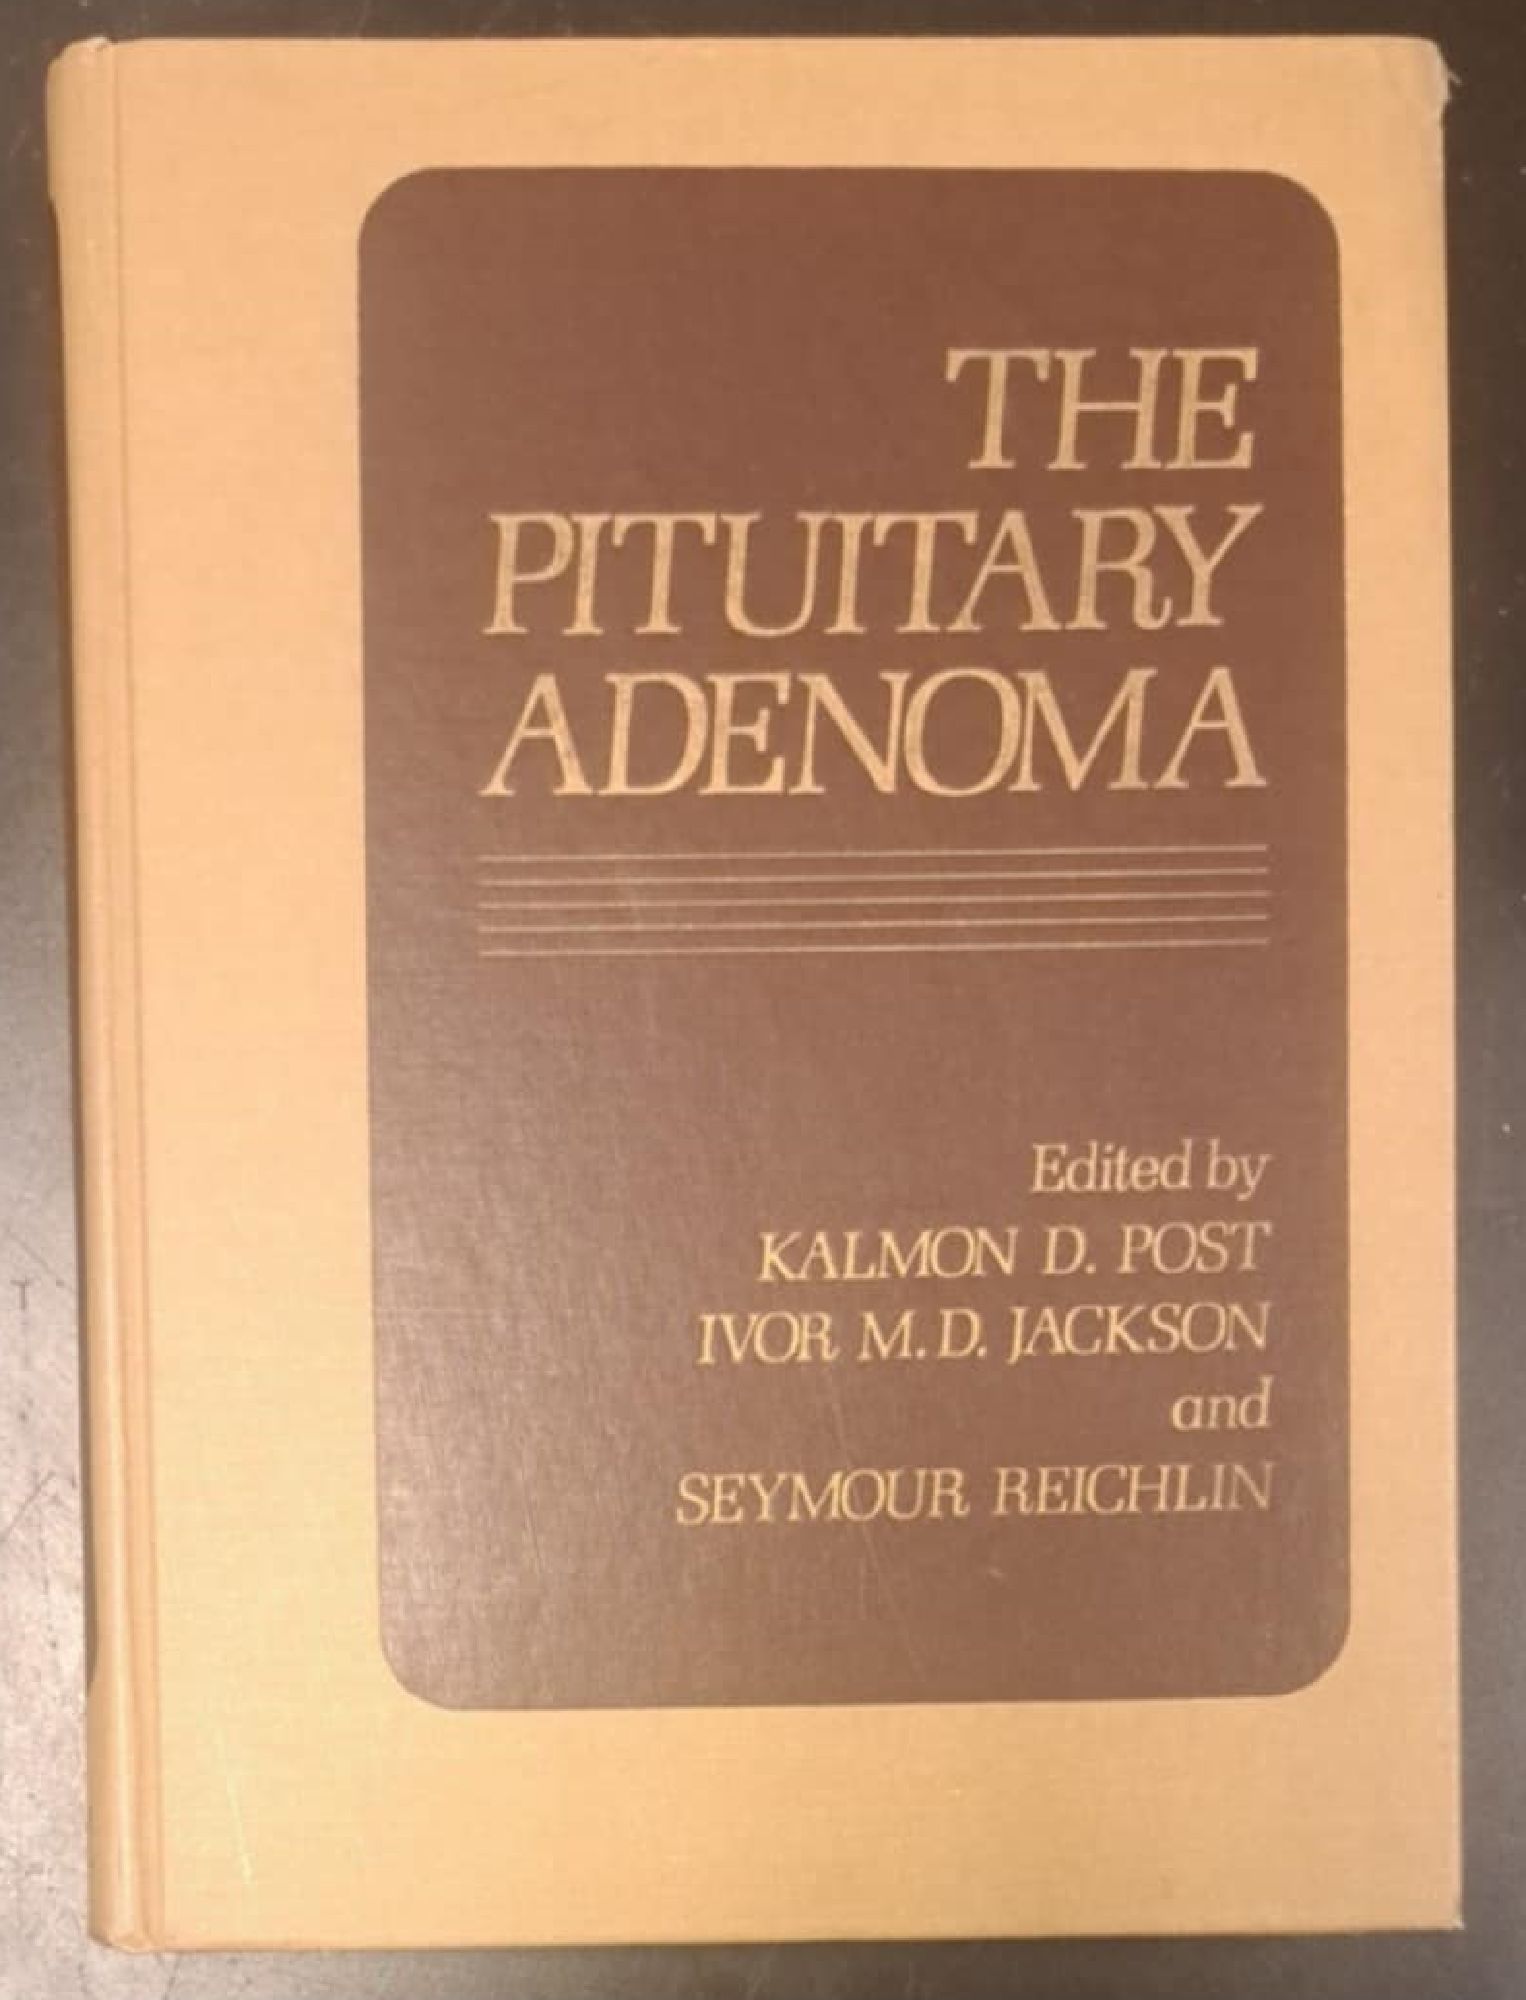 THE
PITUITARY
ADENOMA
Edited by
KALMON D. POST
IVOR M.D. JACKSON
and
SEYMOUR REICHLIN